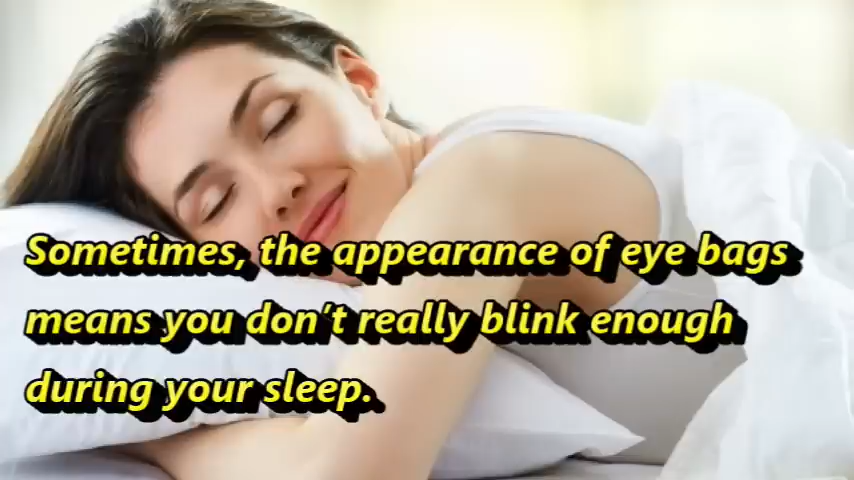 Sometimes, the appearance of eye bags
means you don't really blink enough
during your sleep.